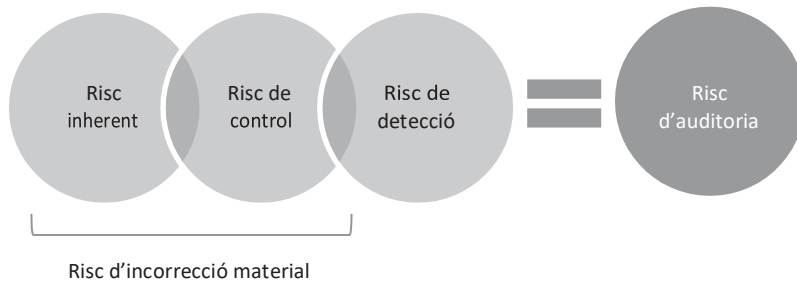 Risc
inherent
Risc de
control
Risc de
detecció
Risc
d’auditoria
Risc d’incorrecció material